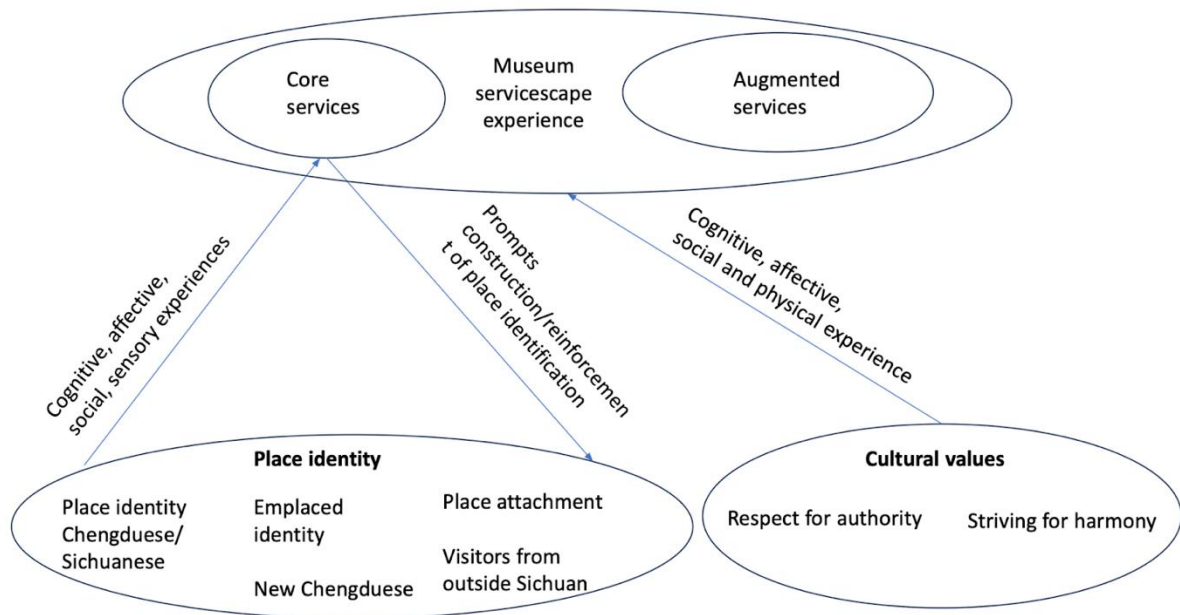 Core
services
Museum
servicescape
experience
Augmented
services
Cognitive, affective,
social, sensory experiences
Prompts
construction/reinforcemen
t of place identification
Cognitive, affective,
social and physical experience
Place identity
Place identity
Chengduese/
Sichuanese
Emplaced
identity
New Chengduese
Place attachment
Visitors from
outside Sichuan
Cultural values
Respect for authority
Striving for harmony